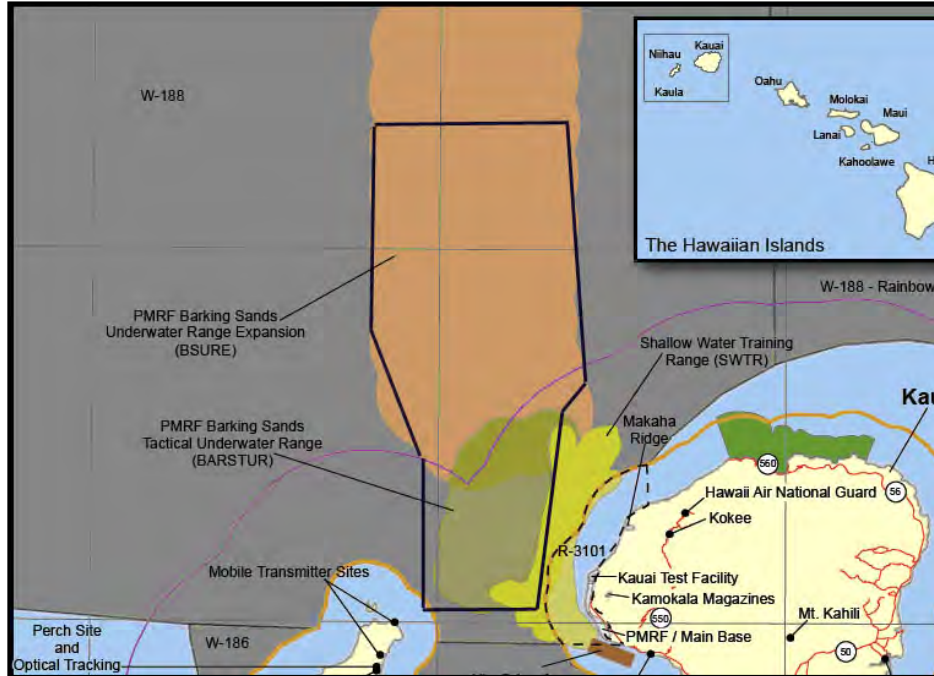 W-188
Niihau
Kauai
Kaula
Oahu
Molokai
Maui
Lanai
Kahoolawe
H
The Hawaiian Islands
W-188 - Rainbow
PMRF Barking Sands
Underwater Range Expansion
(BSURE)
Shallow Water Training
Range (SWTR)
Kau
PMRF Barking Sands
Tactical Underwater Range
(BARSTUR)
Makaha
Ridge
560
56
Hawaii Air National Guard
Kokee
R-3101
Mobile Transmitter Sites
Kauai Test Facility
Kamokala Magazines
550
Mt. Kahili
Perch Site
and
Optical Tracking
W-186
PMRF / Main Base
50